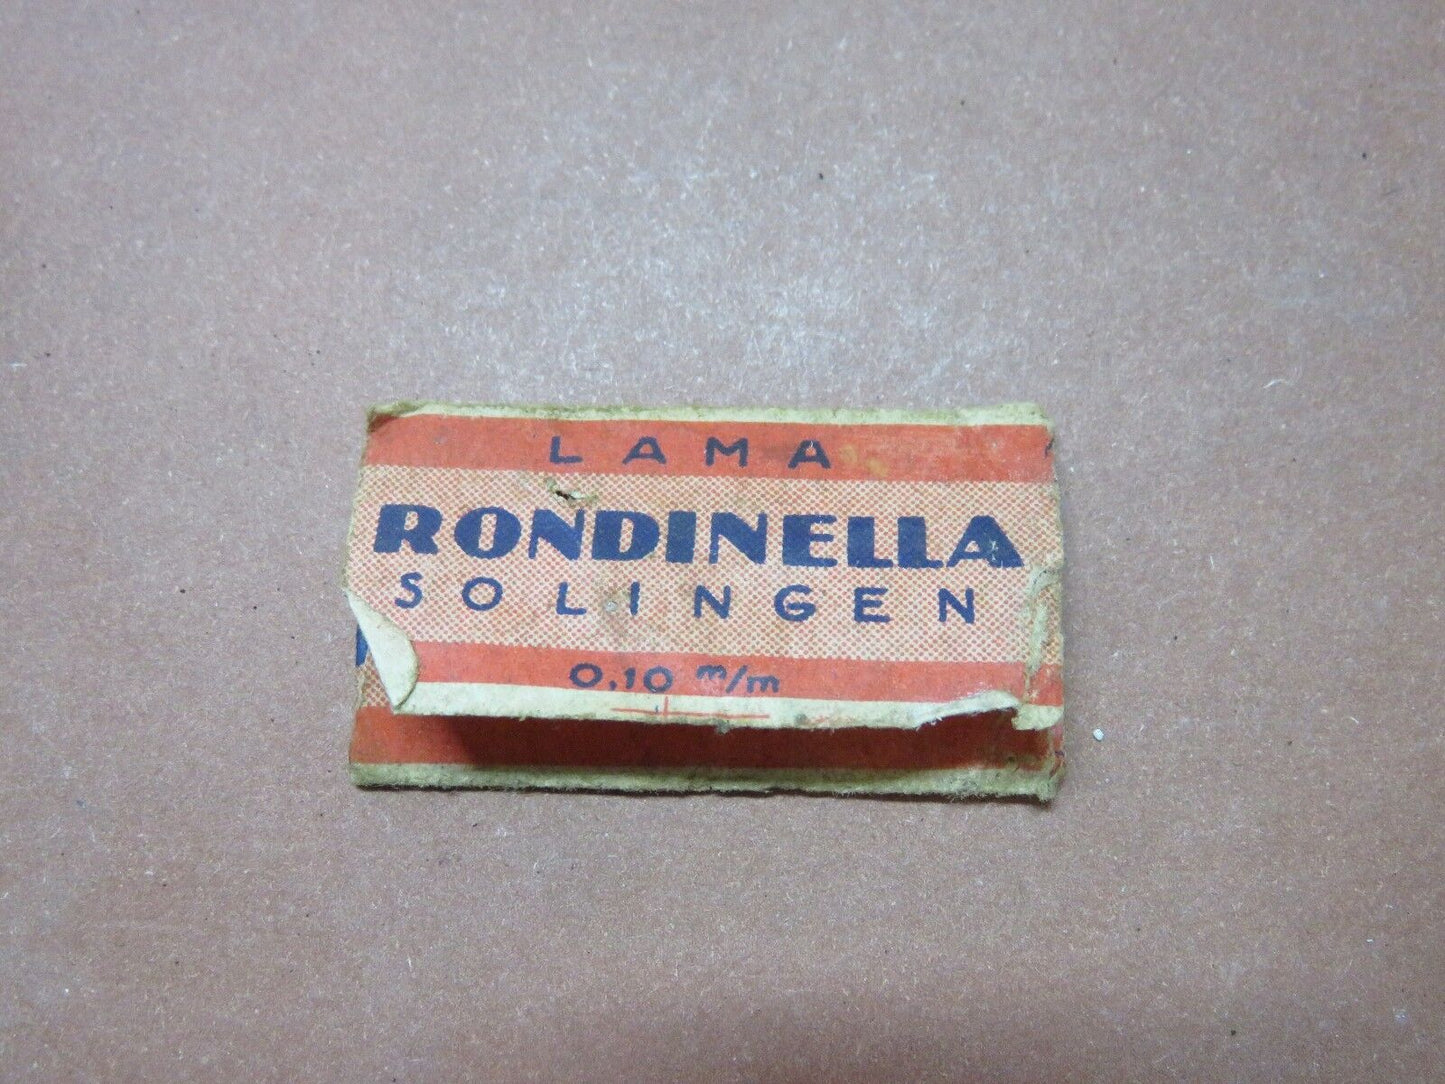 LAMA
RONDINELLA
SOLINGEN
0,10 m/m